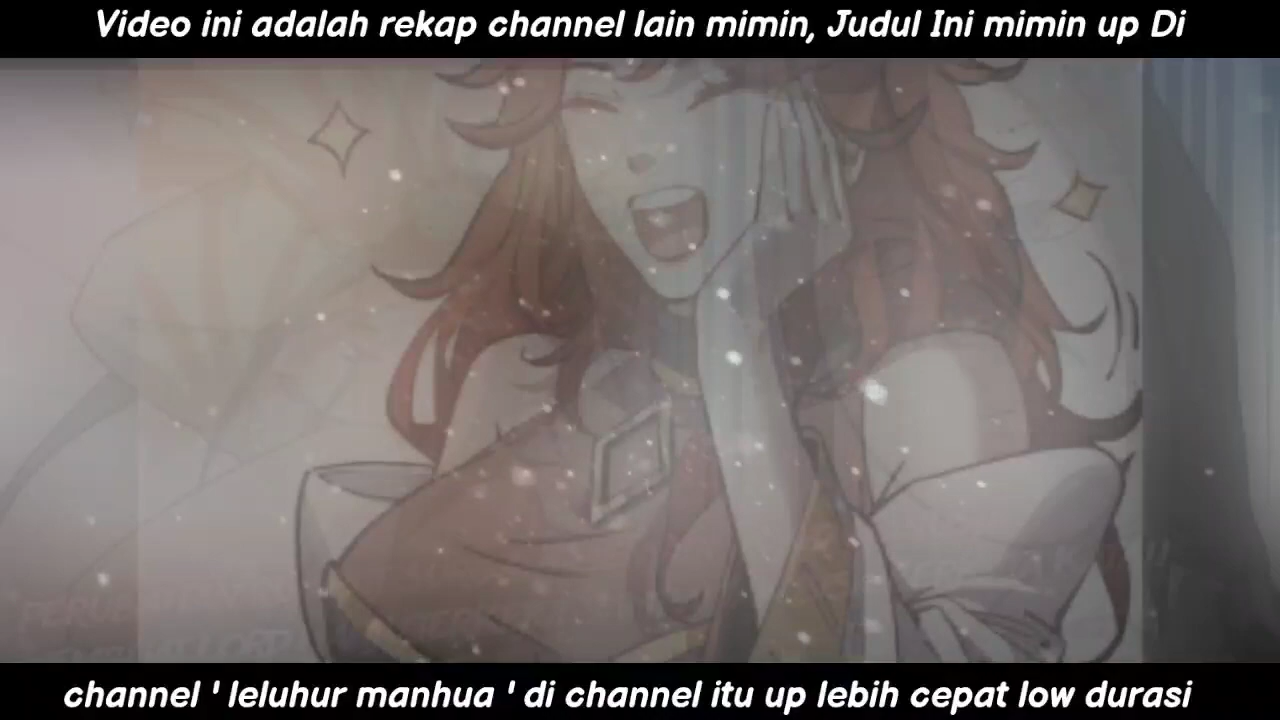 Video ini adalah rekap channel lain mimin, Judul Ini mimin up Di
channel ' leluhur manhua ' di channel itu up lebih cepat low durasi